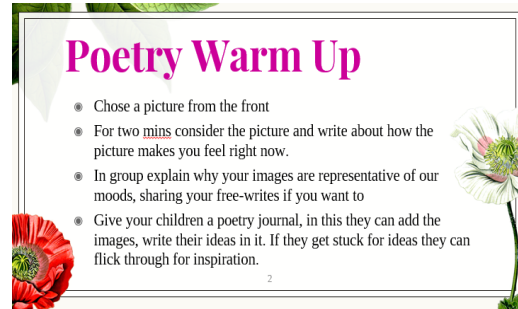 Poetry Warm Up
Chose a picture from the front
For two mins consider the picture and write about how the
picture makes you feel right now.
In group explain why your images are representative of our
moods, sharing your free-writes if you want to
Give your children a poetry journal, in this they can add the
images, write their ideas in it. If they get stuck for ideas they can
flick through for inspiration.
2